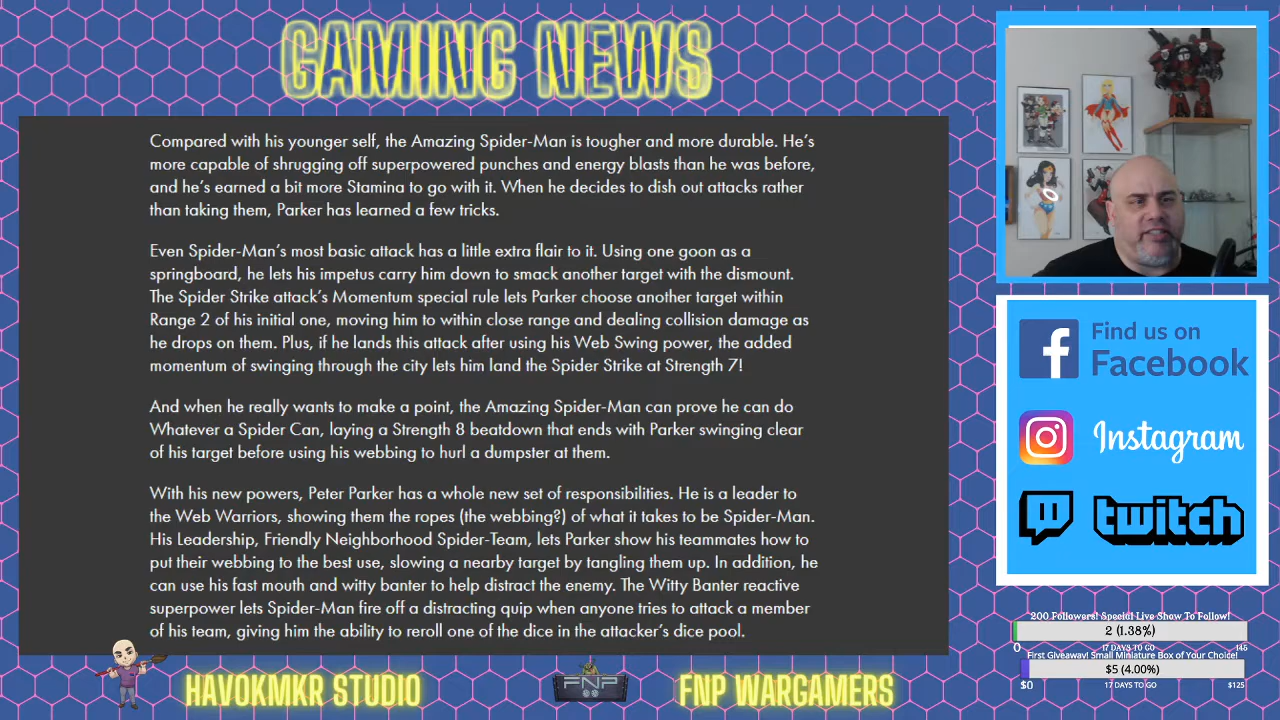 GAMING NEWS
Compared with his younger self, the Amazing Spider-Man is tougher and more durable. He's
more capable of shrugging off superpowered punches and energy blasts than he was before,
and he's earned a bit more Stamina to go with it. When he decides to dish out attacks rather
than taking them, Parker has learned a few tricks.
Even Spider-Man's most basic attack has a little extra flair to it. Using one goon as a
springboard, he lets his impetus carry him down to smack another target with the dismount.
The Spider Strike attack's Momentum special rule lets Parker choose another target within
Range 2 of his initial one, moving him to within close range and dealing collision damage as
he drops on them. Plus, if he lands this attack after using his Web Swing power, the added
momentum of swinging through the city lets him land the Spider Strike at Strength 7!
And when he really wants to make a point, the Amazing Spider-Man can prove he can do
Whatever a Spider Can, laying a Strength 8 beatdown that ends with Parker swinging clear
of his target before using his webbing to hurl a dumpster at them.
With his new powers, Peter Parker has a whole new set of responsibilities. He is a leader to
the Web Warriors, showing them the ropes (the webbing?) of what it takes to be Spider-Man.
His Leadership, Friendly Neighborhood Spider-Team, lets Parker show his teammates how to
put their webbing to the best use, slowing a nearby target by tangling them up. In addition, he
can use his fast mouth and witty banter to help distract the enemy. The Witty Banter reactive
superpower lets Spider-Man fire off a distracting quip when anyone tries to attack a member
of his team, giving him the ability to reroll one of the dice in the attacker's dice pool.
HAVOKMKR STUDIO
FNP
FNP WARGAMERS
Find us on
Facebook
Instagram
twitch
200 Followers! Special Live Show To Follow!
2 (1.38%)
0 17 DAYS TO GO 145
First Giveaway! Small Miniature Box of Your Choice!
$5 (4.00%)
$0 17 DAYS TO GO $125